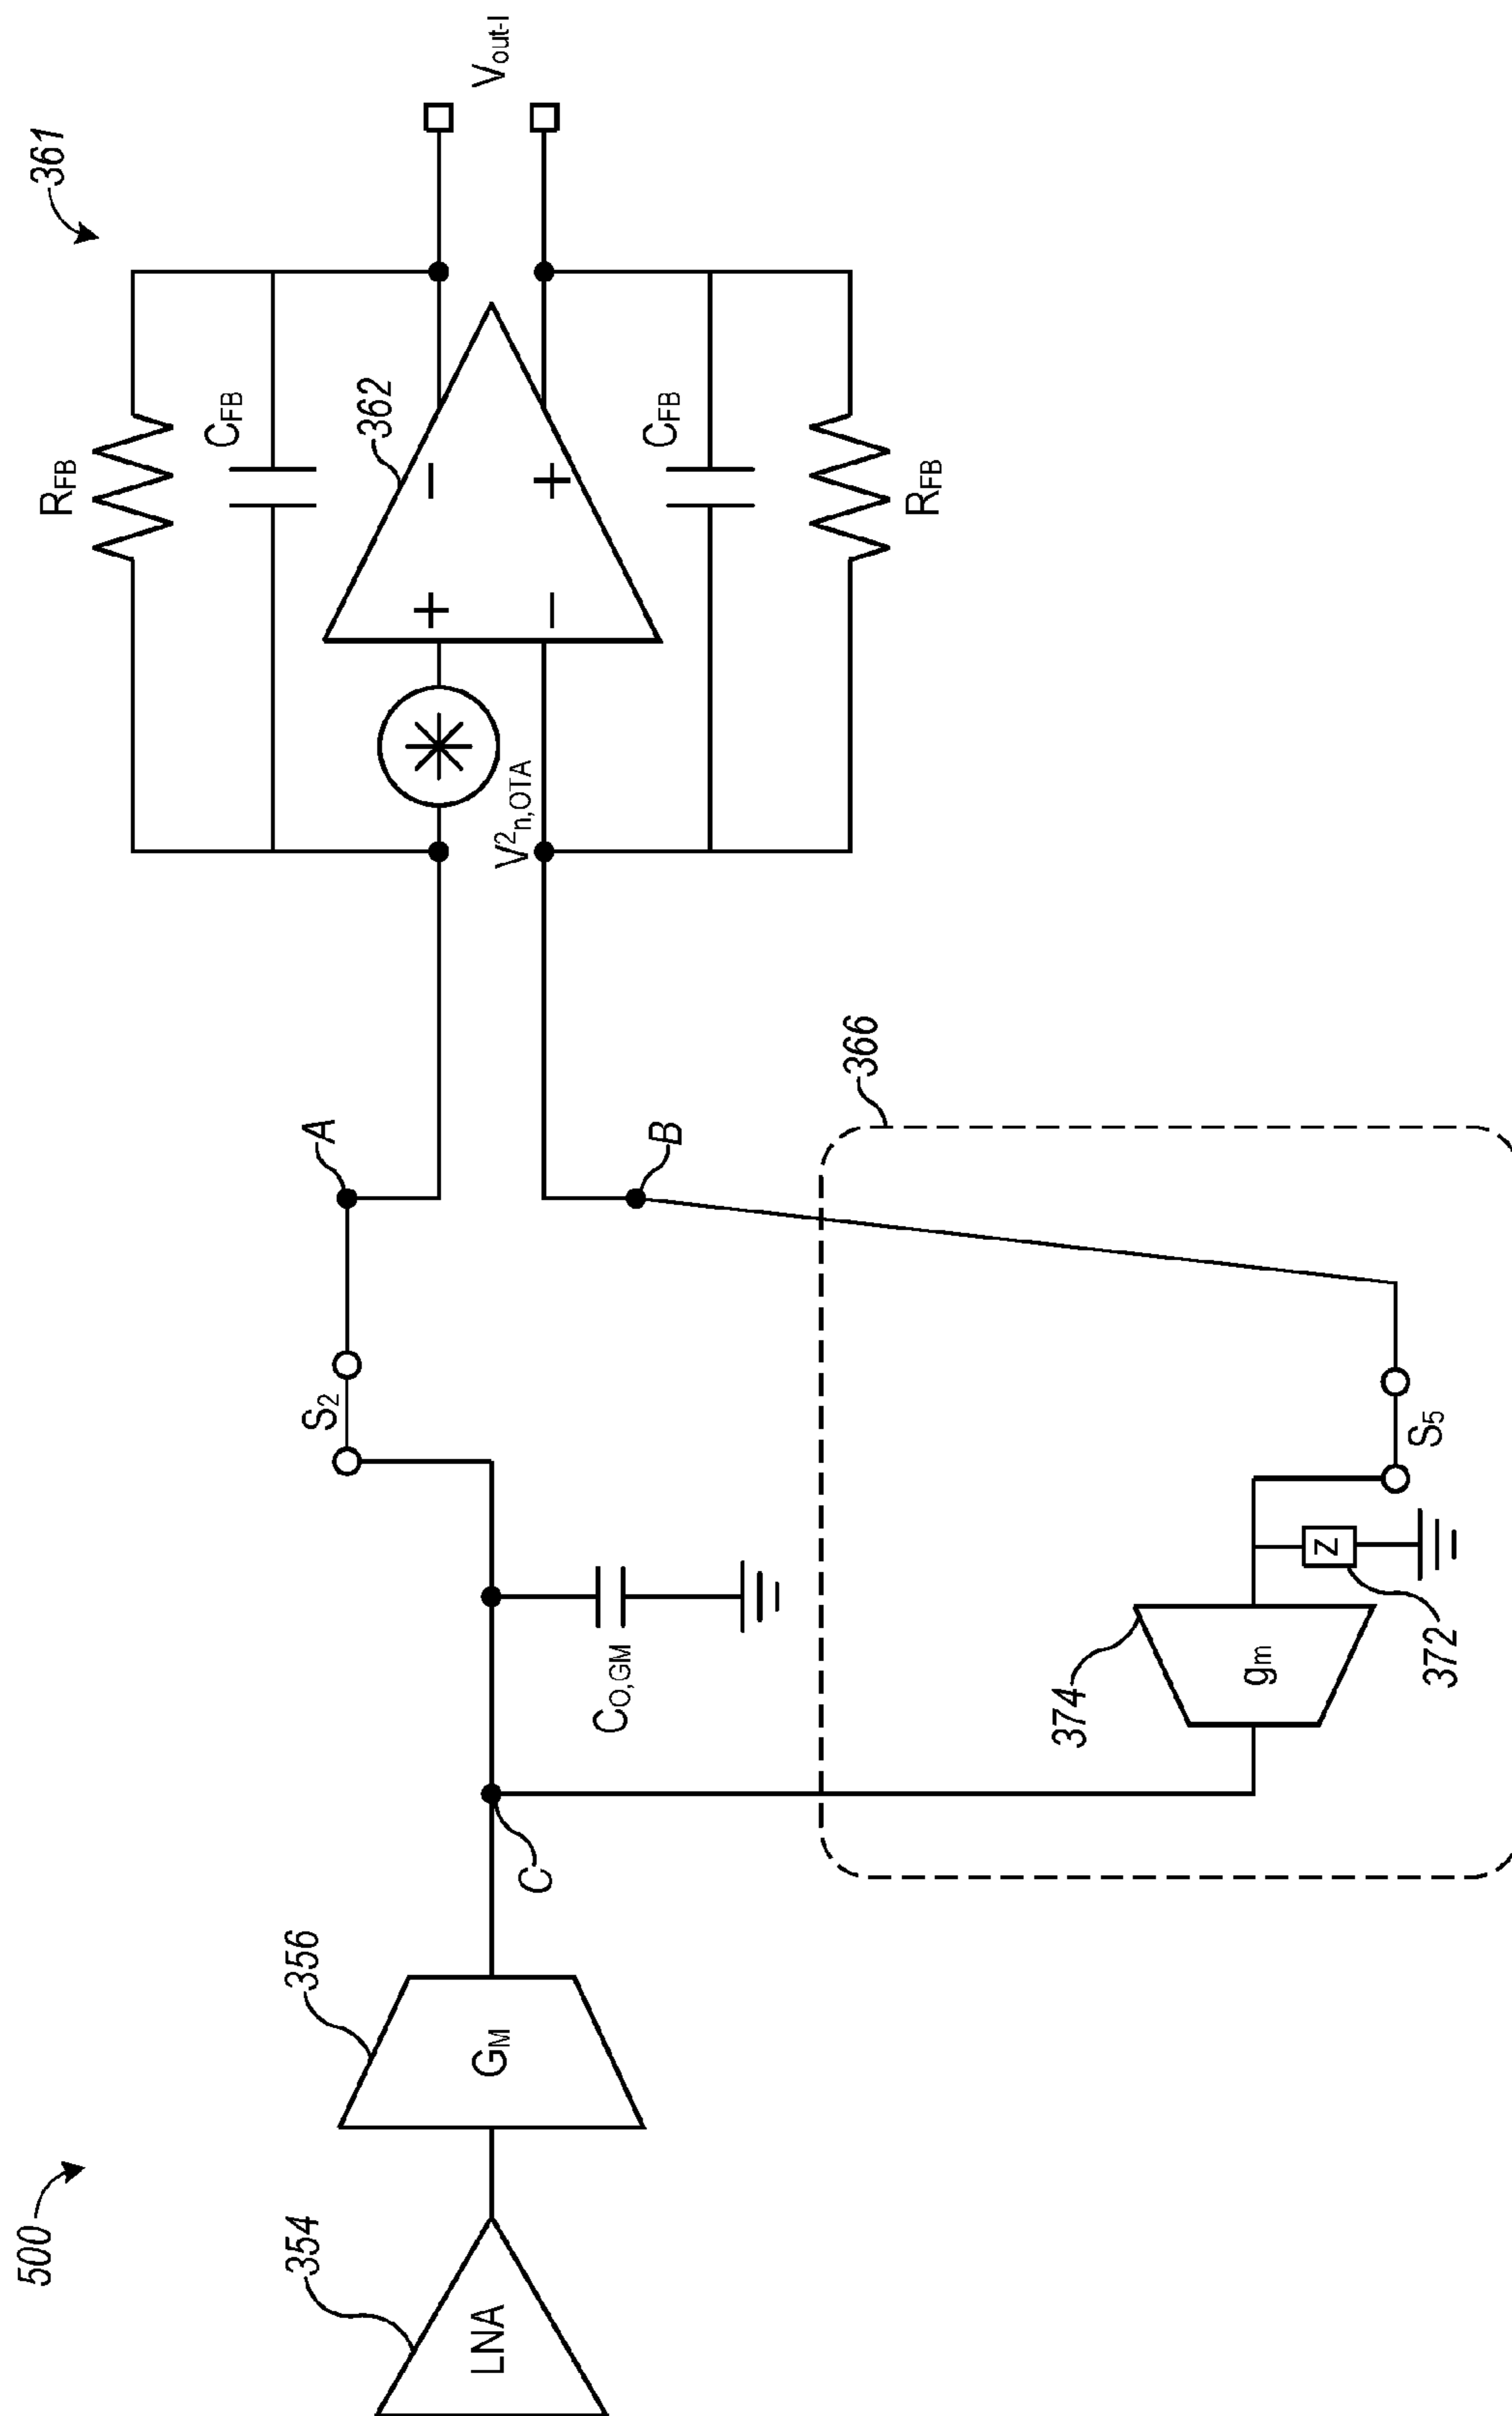 500
354
LNA
356
GM
C
CO,GM
S2
A
B
366
374
gm
Z
372
S5
V²n,OTA
RFB
CFB
362
+
−
−
+
CFB
RFB
361
Vout-I